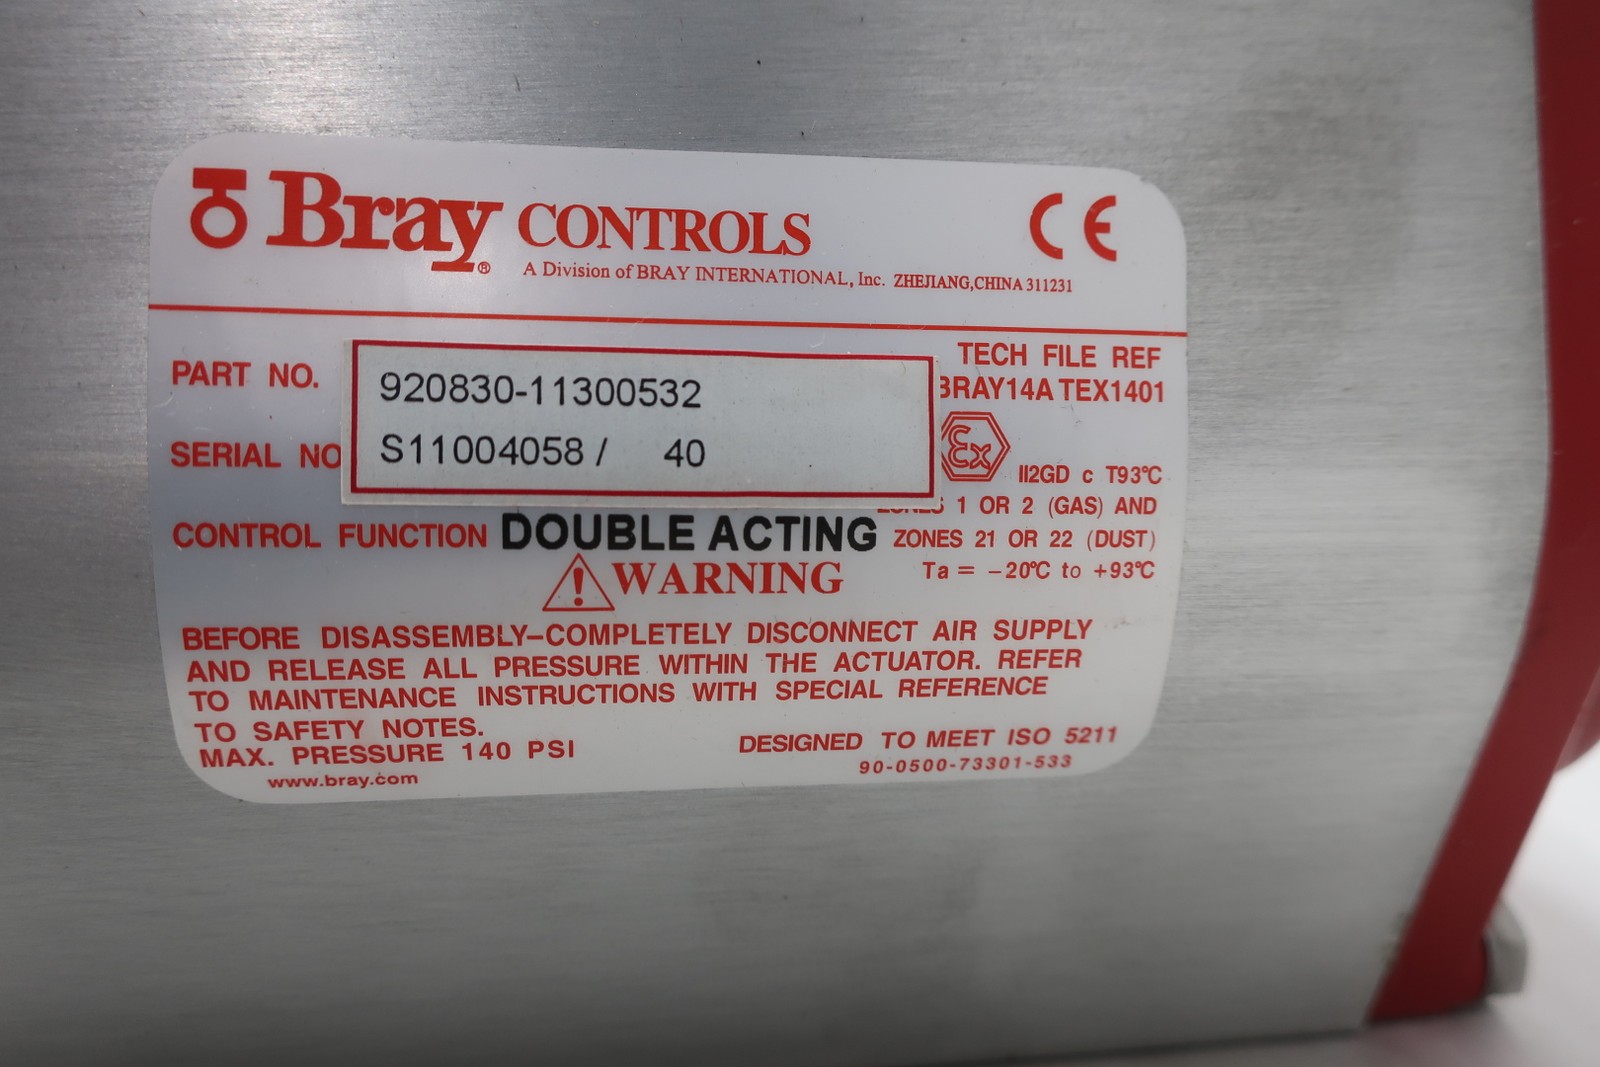 Bray® CONTROLS CE
A Division of BRAY INTERNATIONAL, Inc. ZHEJIANG,CHINA 311231
TECH FILE REF
PART NO. 920830-11300532
BRAY14A TEX1401
SERIAL NO S11004058 / 40
Ex II2GD c T93℃
ZONES 1 OR 2 (GAS) AND
CONTROL FUNCTION DOUBLE ACTING ZONES 21 OR 22 (DUST)
WARNING Ta = -20℃ to +93℃
BEFORE DISASSEMBLY-COMPLETELY DISCONNECT AIR SUPPLY
AND RELEASE ALL PRESSURE WITHIN THE ACTUATOR. REFER
TO MAINTENANCE INSTRUCTIONS WITH SPECIAL REFERENCE
TO SAFETY NOTES.
MAX. PRESSURE 140 PSI DESIGNED TO MEET ISO 5211
www.bray.com 90-0500-73301-533